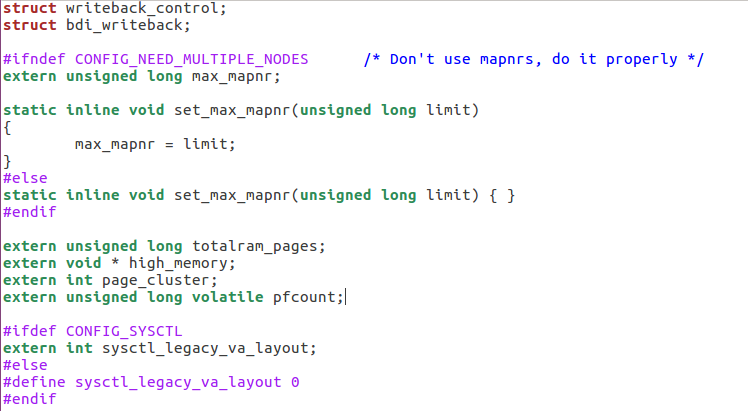 struct writeback_control;
struct bdi_writeback;
#ifndef CONFIG_NEED_MULTIPLE_NODES /* Don't use mapnrs, do it properly */
extern unsigned long max_mapnr;
static inline void set_max_mapnr(unsigned long limit)
{
max_mapnr = limit;
}
#else
static inline void set_max_mapnr(unsigned long limit) { }
#endif
extern unsigned long totalram_pages;
extern void * high_memory;
extern int page_cluster;
extern unsigned long volatile pfcount;
#ifdef CONFIG_SYSCTL
extern int sysctl_legacy_va_layout;
#else
#define sysctl_legacy_va_layout 0
#endif